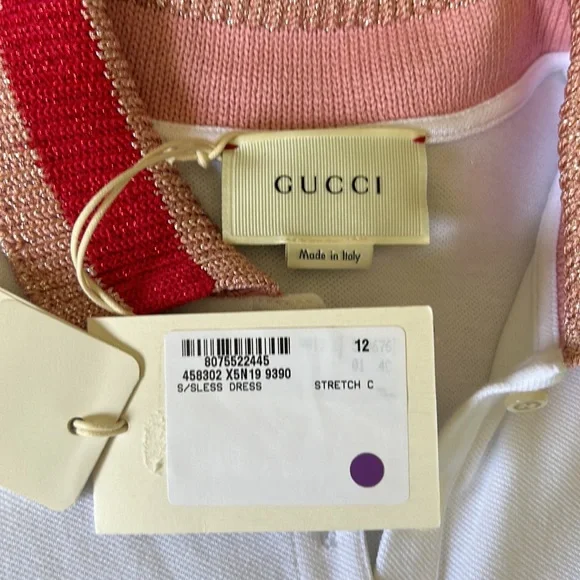 GUCCI
Made in Italy
8075522445
12
458302 X5N19 9390
S/SLESS DRESS STRETCH C